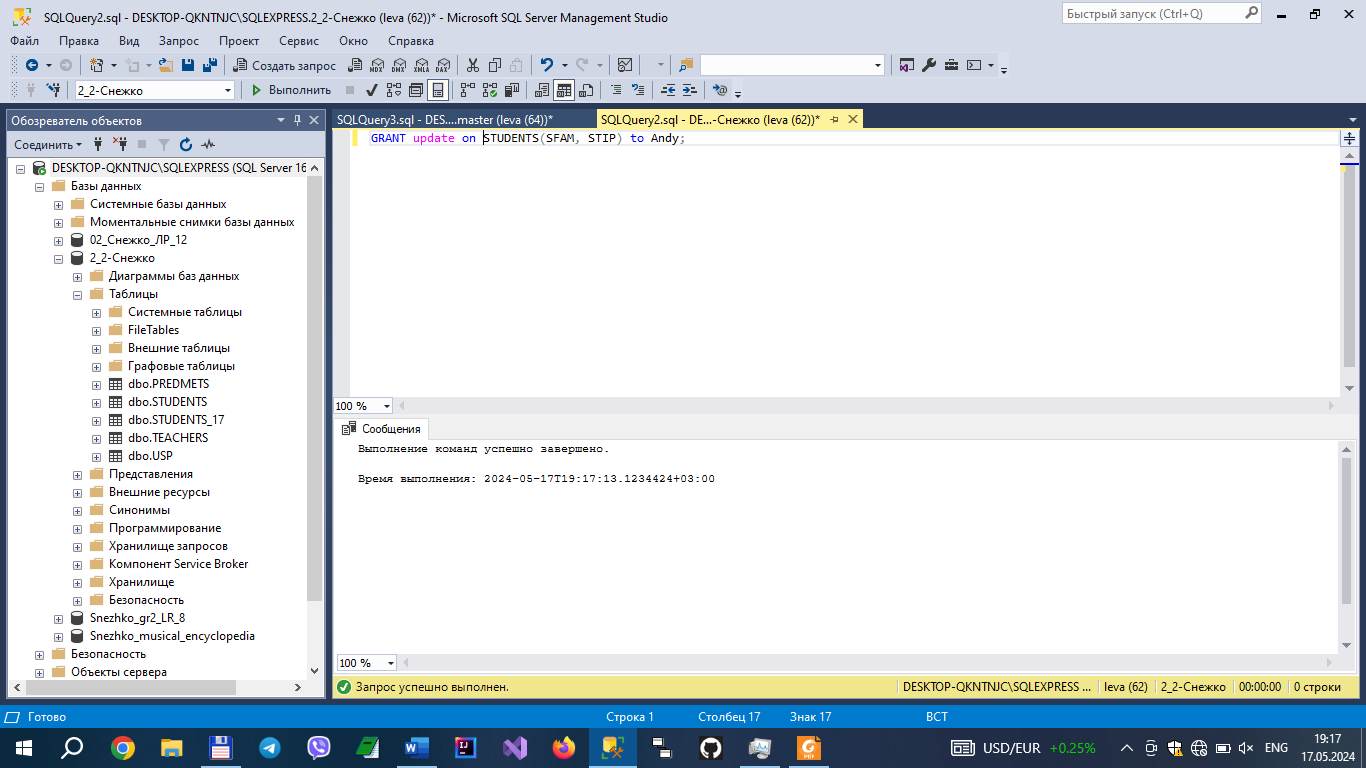 SQLQuery2.sql - DESKTOP-QKNTNJC\SQLEXPRESS.2_2-Снежко (leva (62))* - Microsoft SQL Server Management Studio
Быстрый запуск (Ctrl+Q)
Файл Правка Вид Запрос Проект Сервис Окно Справка
Создать запрос MDX DMX XMLA DAX
2_2-Снежко Выполнить
Обозреватель объектов
SQLQuery3.sql - DES....master (leva (64))*
SQLQuery2.sql - DE...-Снежко (leva (62))*
Соединить
GRANT update on STUDENTS(SFAM, STIP) to Andy;
DESKTOP-QKNTNJC\SQLEXPRESS (SQL Server 16
Базы данных
Системные базы данных
Моментальные снимки базы данных
02_Снежко_ЛР_12
2_2-Снежко
Диаграммы баз данных
Таблицы
Системные таблицы
FileTables
Внешние таблицы
Графовые таблицы
dbo.PREDMETS
dbo.STUDENTS
dbo.STUDENTS_17
dbo.TEACHERS
dbo.USP
Представления
Внешние ресурсы
Синонимы
Программирование
Хранилище запросов
Компонент Service Broker
Хранилище
Безопасность
Snezhko_gr2_LR_8
Snezhko_musical_encyclopedia
Безопасность
Объекты сервера
100 %
Сообщения
Выполнение команд успешно завершено.
Время выполнения: 2024-05-17T19:17:13.1234424+03:00
100 %
Запрос успешно выполнен. DESKTOP-QKNTNJC\SQLEXPRESS ... leva (62) 2_2-Снежко 00:00:00 0 строки
Готово Строка 1 Столбец 17 Знак 17 ВСТ
USD/EUR +0.25% ENG 19:17
17.05.2024